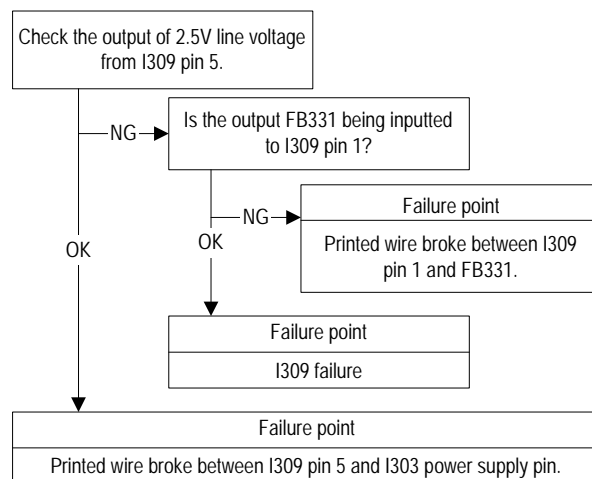 Check the output of 2.5V line voltage
from I309 pin 5.
NG
Is the output FB331 being inputted
to I309 pin 1?
NG
OK
OK
Failure point
Printed wire broke between I309
pin 1 and FB331.
Failure point
I309 failure
Failure point
Printed wire broke between I309 pin 5 and I303 power supply pin.